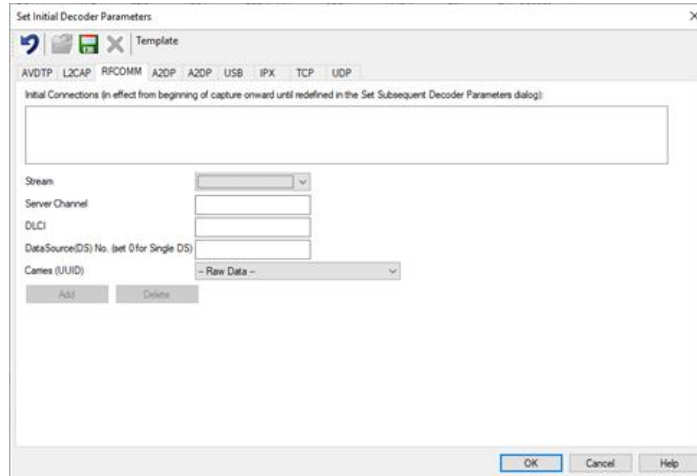 Set Initial Decoder Parameters
Template
AVDTP L2CAP RFCOMM A2DP A2DP USB IPX TCP UDP
Initial Connections (in effect from beginning of capture onward until redefined in the Set Subsequent Decoder Parameters dialog):
Stream
Server Channel
DLCI
DataSource(DS) No. (set 0 for Single DS)
Carries (UUID) -- Raw Data --
Add Delete
OK Cancel Help